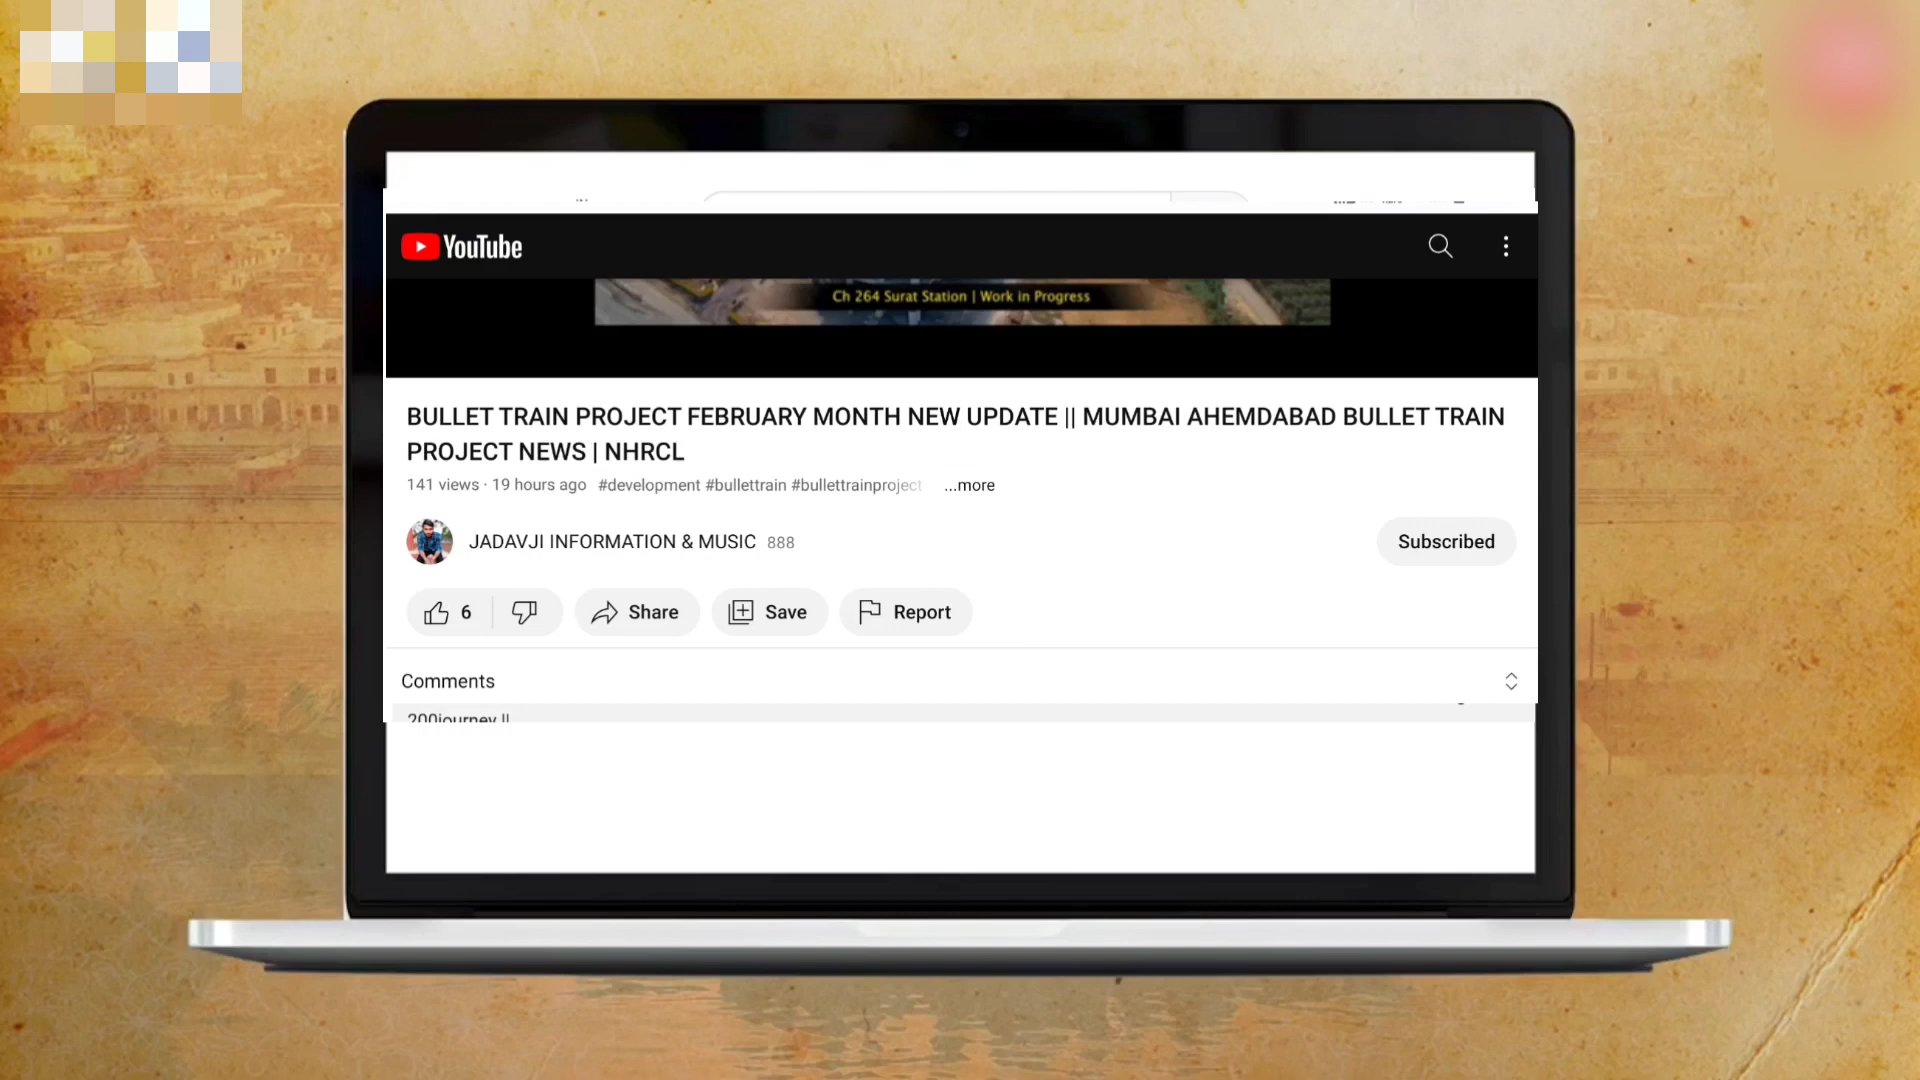 YouTube
Ch 264 Surat Station | Work in Progress
BULLET TRAIN PROJECT FEBRUARY MONTH NEW UPDATE || MUMBAI AHEMDABAD BULLET TRAIN
PROJECT NEWS | NHRCL
141 views · 19 hours ago #development #bullettrain #bullettrainproject ...more
JADAVJI INFORMATION & MUSIC 888
Subscribed
6 Share Save Report
Comments
200journey ||